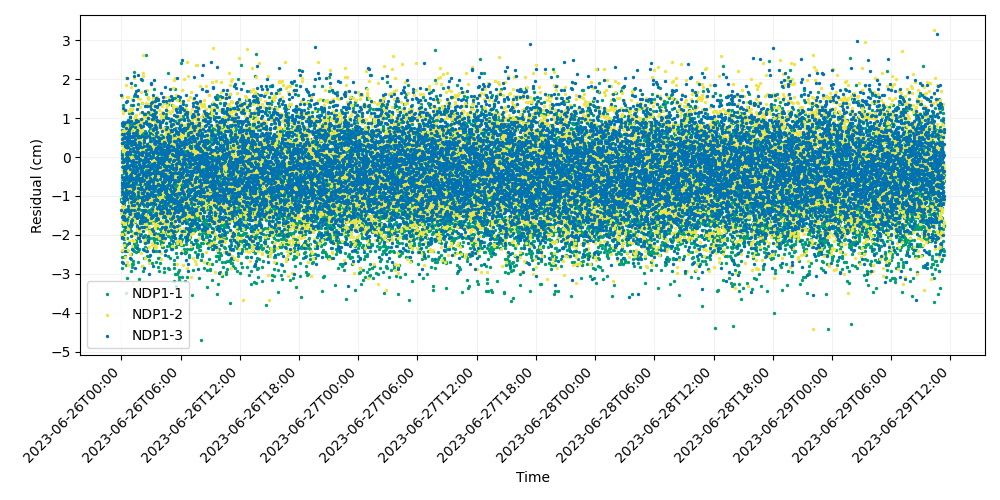 3
2
1
0
−1
−2
−3
−4
−5
Residual (cm)
NDP1-1
NDP1-2
NDP1-3
2023-06-26T00:00
2023-06-26T06:00
2023-06-26T12:00
2023-06-26T18:00
2023-06-27T00:00
2023-06-27T06:00
2023-06-27T12:00
2023-06-27T18:00
2023-06-28T00:00
2023-06-28T06:00
2023-06-28T12:00
2023-06-28T18:00
2023-06-29T00:00
2023-06-29T06:00
2023-06-29T12:00
Time